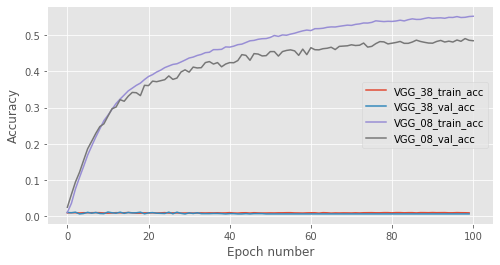 0.5
0.4
0.3
0.2
0.1
0.0
Accuracy
0
20
40
60
80
100
Epoch number
VGG_38_train_acc
VGG_38_val_acc
VGG_08_train_acc
VGG_08_val_acc